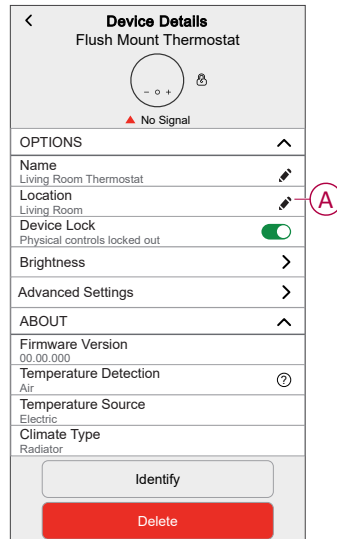 Device Details
Flush Mount Thermostat
- o +
No Signal
OPTIONS
Name
Living Room Thermostat
Location
Living Room
A
Device Lock
Physical controls locked out
Brightness
Advanced Settings
ABOUT
Firmware Version
00.00.000
Temperature Detection
Air
?
Temperature Source
Electric
Climate Type
Radiator
Identify
Delete